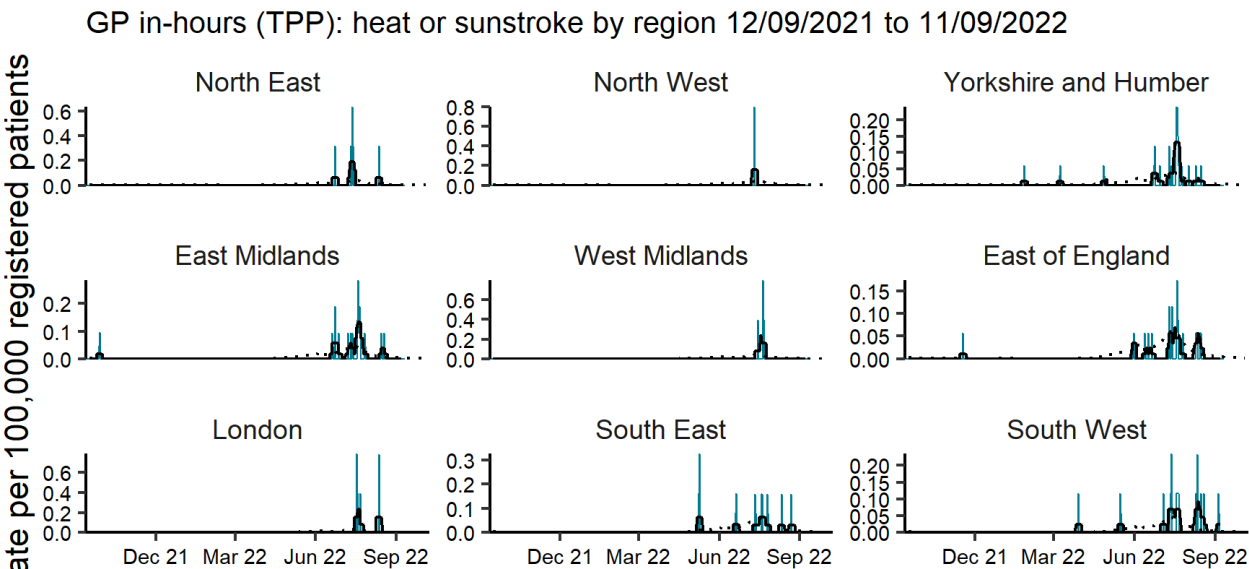 GP in-hours (TPP): heat or sunstroke by region 12/09/2021 to 11/09/2022
ate per 100,000 registered patients
North East
0.6
0.4
0.2
0.0
North West
0.8
0.6
0.4
0.2
0.0
Yorkshire and Humber
0.20
0.15
0.10
0.05
0.00
East Midlands
0.2
0.1
0.0
West Midlands
0.6
0.4
0.2
0.0
East of England
0.15
0.10
0.05
0.00
London
0.6
0.4
0.2
0.0
South East
0.3
0.2
0.1
0.0
South West
0.20
0.15
0.10
0.05
0.00
Dec 21 Mar 22 Jun 22 Sep 22
Dec 21 Mar 22 Jun 22 Sep 22
Dec 21 Mar 22 Jun 22 Sep 22